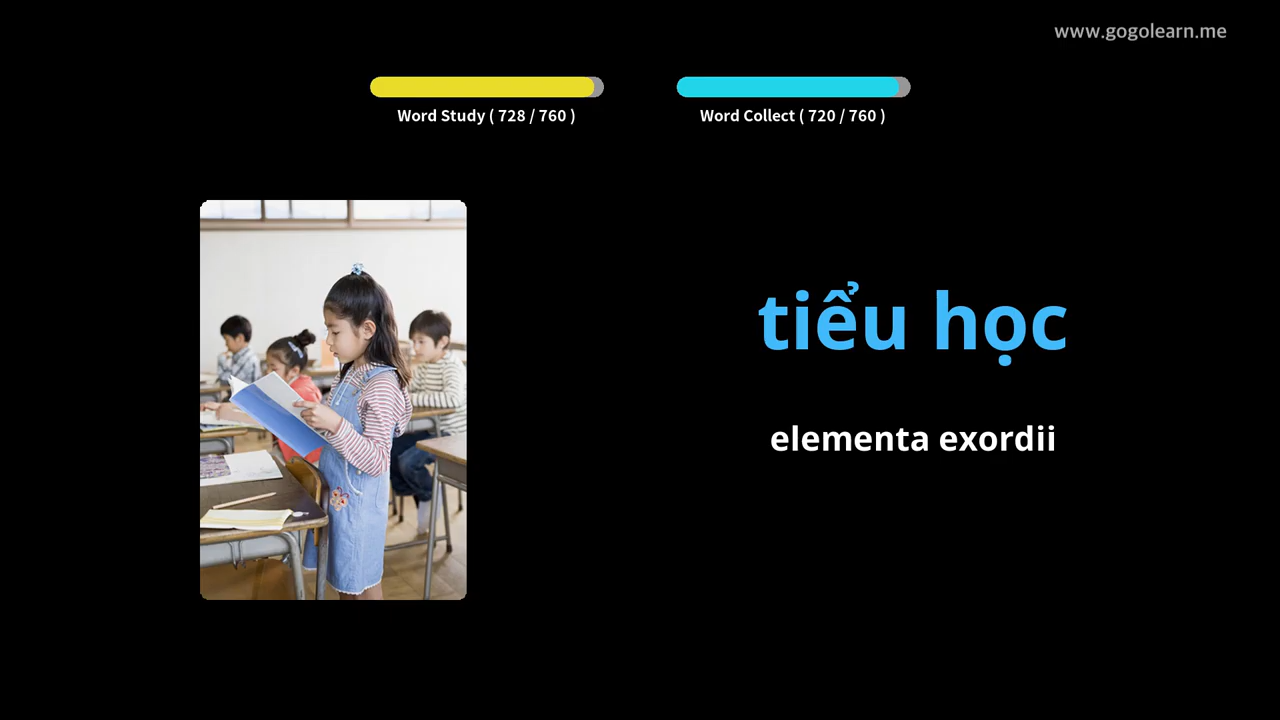 www.gogolearn.me
Word Study ( 728 / 760 )
Word Collect ( 720 / 760 )
tiểu học
elementa exordii